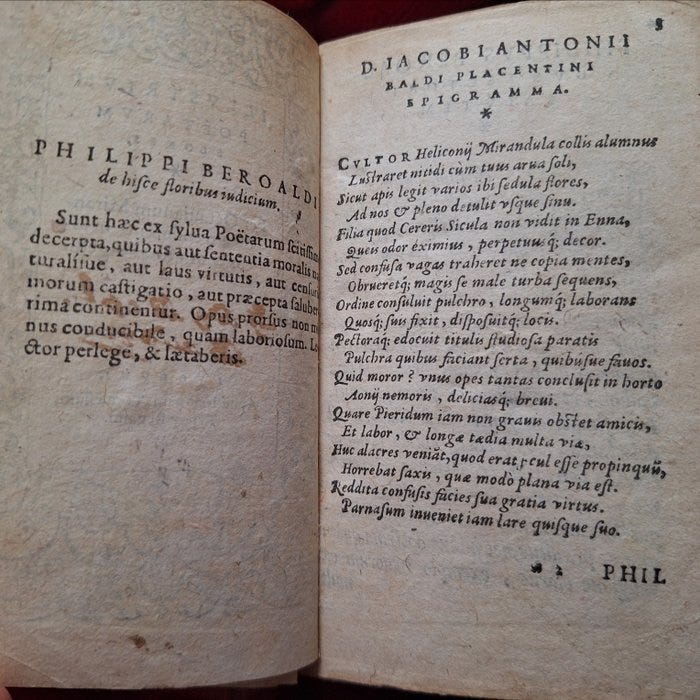 PHILIPPI BEROALDI
de hisce floribus iudicium.
Sunt hæc ex sylua Poëtarum
decerpta, quibus aut sententia moralis
turalisue, aut laus virtutis, aut
morum castigatio, aut præcepta
rima continentur. Opus prorsus non
nus conducibile, quam laboriosum.
ctor perlege, & lætaberis.
D. IACOBI ANTONII
BALDI PLACENTINI
EPIGRAMMA.
*
CVLTOR Heliconij Mirandula collis alumnus
Lustraret nitidi cùm tuus arua soli,
Sicut apis legit varios ibi sedula flores,
Ad nos & pleno detulit vsque sinu.
Filia quod Cereris Sicula non vidit in Enna,
Queis odor éximius, perpetuusq; decor.
Sed confusa vagas traheret ne copia mentes,
Obrueretq; magis se male turba sequens,
Ordine consuluit pulchro, longumq; laborans
Quosq; suis fixit, disposuitq; locis.
Pectoraq; edocuit titulis studiosa paratis
Pulchra quibus faciant serta, quibusue fauos.
Quid moror? vnus opes tantas conclusit in horto
Aonij nemoris, deliciasq; breui.
Quare Pieridum iam non grauis obstet amicis,
Et labor, & longæ tædia multa viæ,
Huc alacres veniāt, quod erat cul esse propinquū,
Horrebat saxis, quæ modò plana via est.
Reddita confusis facies sua gratia virtus.
Parnasum inueniet iam lare quisque suo.
PHIL